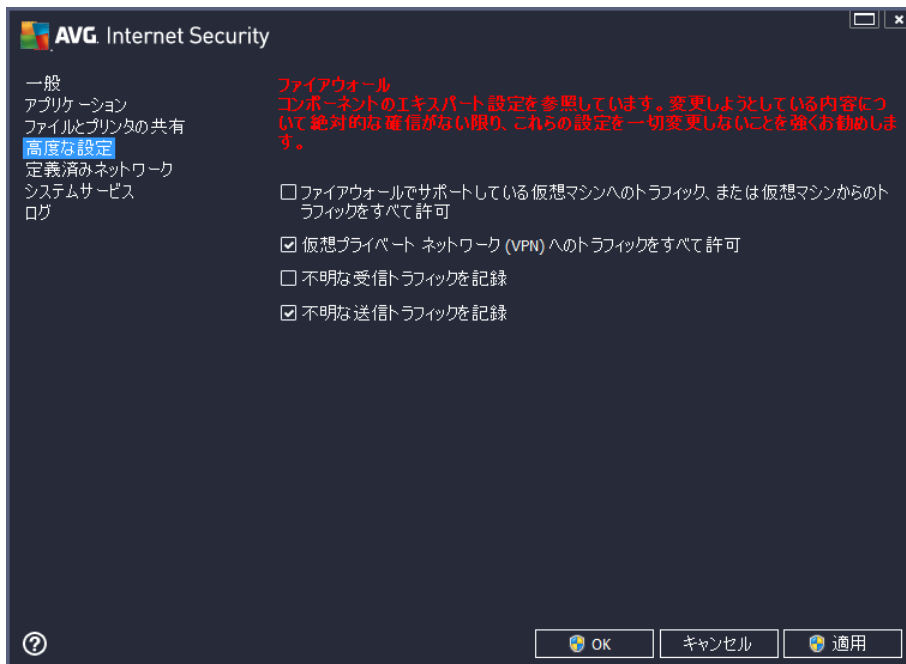 AVG. Internet Security
一般
アプリケーション
ファイルとプリンタの共有
高度な設定
定義済みネットワーク
システムサービス
ログ
ファイアウォール
コンポーネントのエキスパート設定を参照しています。変更しようとしている内容につ
いて絶対的な確信がない限り、これらの設定を一切変更しないことを強くお勧めしま
す。
ファイアウォールでサポートしている仮想マシンへのトラフィック、または仮想マシンからのト
ラフィックをすべて許可
仮想プライベート ネットワーク (VPN) へのトラフィックをすべて許可
不明な受信トラフィックを記録
不明な送信トラフィックを記録
OK
キャンセル
適用